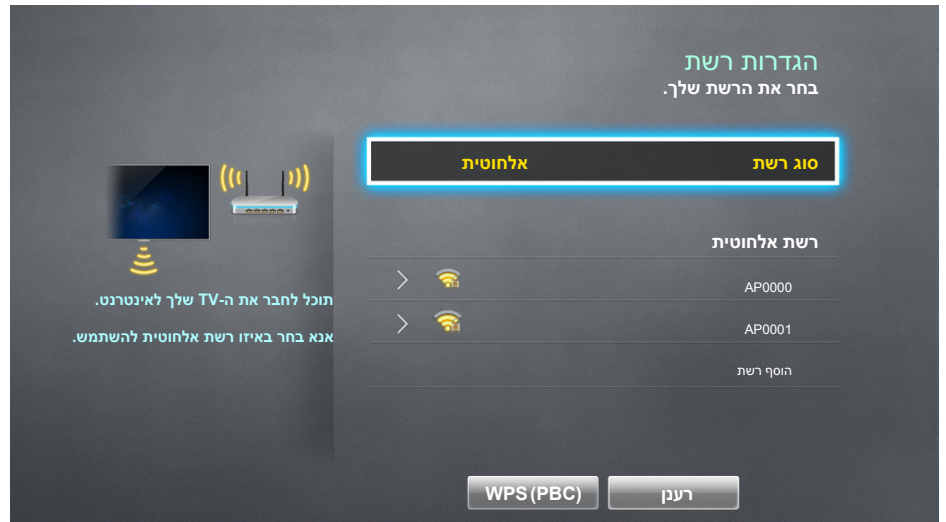 הגדרות רשת
בחר את הרשת שלך.
סוג רשת אלחוטית
רשת אלחוטית
AP0000
AP0001
הוסף רשת
תוכל לחבר את ה-TV שלך לאינטרנט.
אנא בחר באיזו רשת אלחוטית להשתמש.
רענן WPS(PBC)